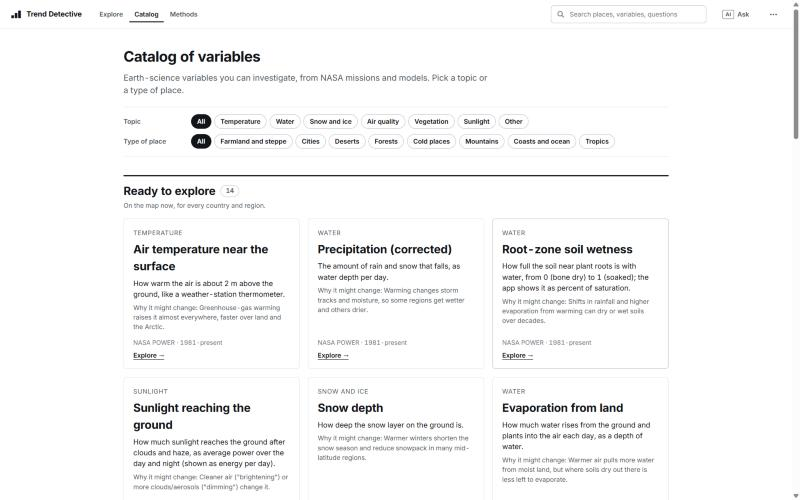 Trend Detective
Explore
Catalog
Methods
Search places, variables, questions
AI Ask
Catalog of variables
Earth-science variables you can investigate, from NASA missions and models. Pick a topic or
a type of place.
Topic
All
Temperature
Water
Snow and ice
Air quality
Vegetation
Sunlight
Other
Type of place
All
Farmland and steppe
Cities
Deserts
Forests
Cold places
Mountains
Coasts and ocean
Tropics
Ready to explore 14
On the map now, for every country and region.
TEMPERATURE
Air temperature near the
surface
How warm the air is about 2 m above the
ground, like a weather-station thermometer.
Why it might change: Greenhouse-gas warming
raises it almost everywhere, faster over land and
the Arctic.
NASA POWER · 1981-present
Explore →
WATER
Precipitation (corrected)
The amount of rain and snow that falls, as
water depth per day.
Why it might change: Warming changes storm
tracks and moisture, so some regions get wetter
and others drier.
NASA POWER · 1981-present
Explore →
WATER
Root-zone soil wetness
How full the soil near plant roots is with
water, from 0 (bone dry) to 1 (soaked); the
app shows it as percent of saturation.
Why it might change: Shifts in rainfall and higher
evaporation from warming can dry or wet soils
over decades.
NASA POWER · 1981-present
Explore →
SUNLIGHT
Sunlight reaching the
ground
How much sunlight reaches the ground after
clouds and haze, as average power over the
day and night (shown as energy per day).
Why it might change: Cleaner air ("brightening") or
more clouds/aerosols ("dimming") change it.
SNOW AND ICE
Snow depth
How deep the snow layer on the ground is.
Why it might change: Warmer winters shorten the
snow season and reduce snowpack in many mid-
latitude regions.
WATER
Evaporation from land
How much water rises from the ground and
plants into the air each day, as a depth of
water.
Why it might change: Warmer air pulls more water
from moist land, but where soils dry out there is
less left to evaporate.